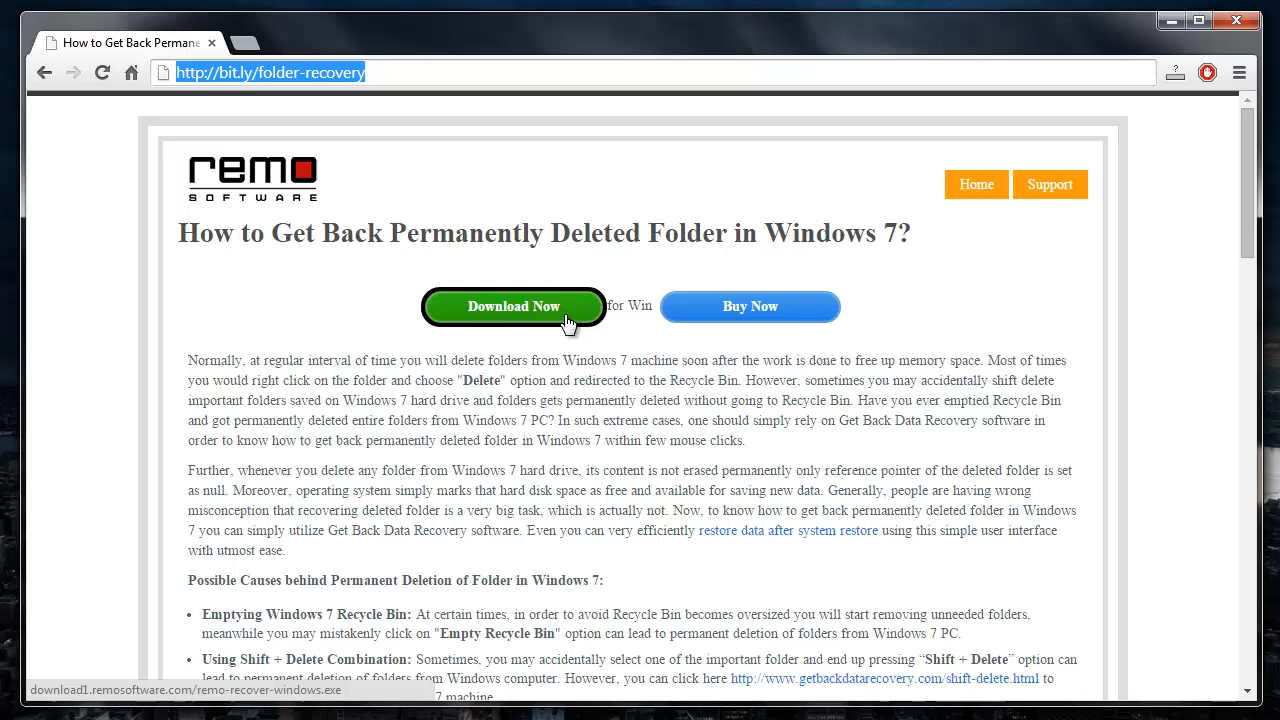 How to Get Back Permane
http://bit.ly/folder-recovery
remo
SOFTWARE
Home
Support
How to Get Back Permanently Deleted Folder in Windows 7?
Download Now for Win Buy Now
Normally, at regular interval of time you will delete folders from Windows 7 machine soon after the work is done to free up memory space. Most of times
you would right click on the folder and choose "Delete" option and redirected to the Recycle Bin. However, sometimes you may accidentally shift delete
important folders saved on Windows 7 hard drive and folders gets permanently deleted without going to Recycle Bin. Have you ever emptied Recycle Bin
and got permanently deleted entire folders from Windows 7 PC? In such extreme cases, one should simply rely on Get Back Data Recovery software in
order to know how to get back permanently deleted folder in Windows 7 within few mouse clicks.
Further, whenever you delete any folder from Windows 7 hard drive, its content is not erased permanently only reference pointer of the deleted folder is set
as null. Moreover, operating system simply marks that hard disk space as free and available for saving new data. Generally, people are having wrong
misconception that recovering deleted folder is a very big task, which is actually not. Now, to know how to get back permanently deleted folder in Windows
7 you can simply utilize Get Back Data Recovery software. Even you can very efficiently restore data after system restore using this simple user interface
with utmost ease.
Possible Causes behind Permanent Deletion of Folder in Windows 7:
• Emptying Windows 7 Recycle Bin: At certain times, in order to avoid Recycle Bin becomes oversized you will start removing unneeded folders,
meanwhile you may mistakenly click on "Empty Recycle Bin" option can lead to permanent deletion of folders from Windows 7 PC.
• Using Shift + Delete Combination: Sometimes, you may accidentally select one of the important folder and end up pressing “Shift + Delete” option can
lead to permanent deletion of folders from Windows computer. However, you can click here http://www.getbackdatarecovery.com/shift-delete.html to
7 machine
download1.remosoftware.com/remo-recover-windows.exe